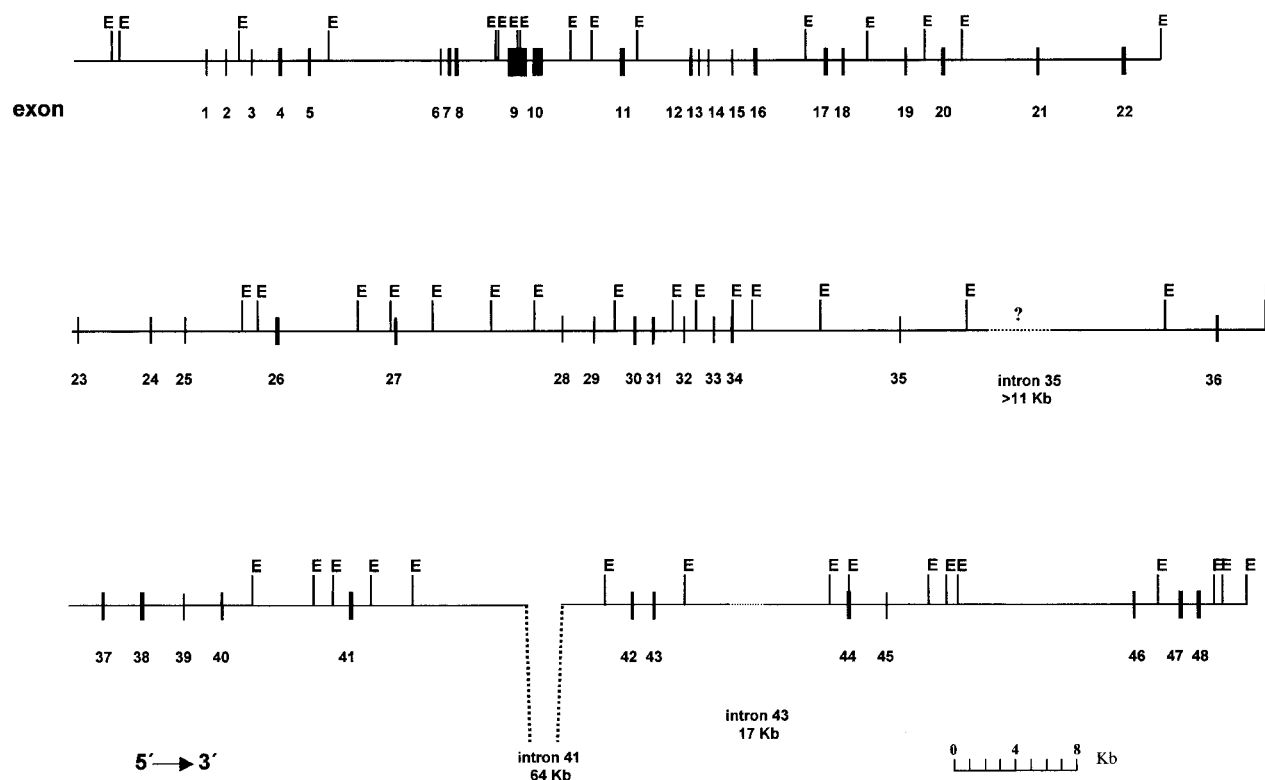 E E E E E E E E E E E E E E E E E
exon 1 2 3 4 5 6 7 8 9 10 11 12 13 14 15 16 17 18 19 20 21 22
E E E E E E E E E E E E E E E
?
23 24 25 26 27 28 29 30 31 32 33 34 35 intron 35 36
>11 Kb
E E E E E E E E E E E E E E E E
37 38 39 40 41 42 43 44 45 46 47 48
intron 43
17 Kb
0 4 8 Kb
5´ 3´
intron 41
64 Kb